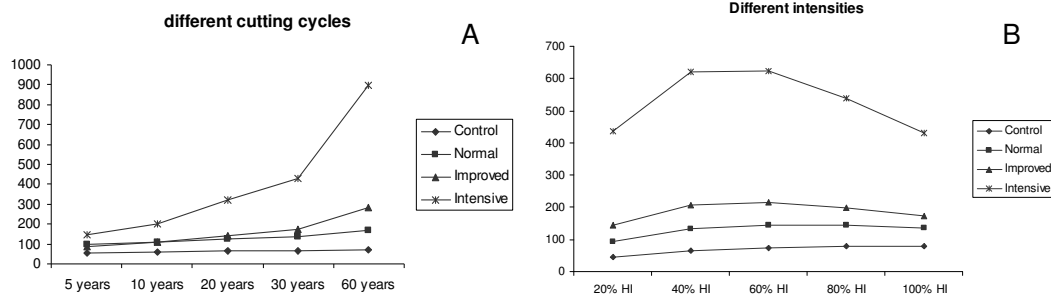 different cutting cycles
A
1000
900
800
700
600
500
400
300
200
100
0
5 years 10 years 20 years 30 years 60 years
Control
Normal
Improved
Intensive
Different intensities
B
700
600
500
400
300
200
100
0
20% HI 40% HI 60% HI 80% HI 100% HI
Control
Normal
Improved
Intensive